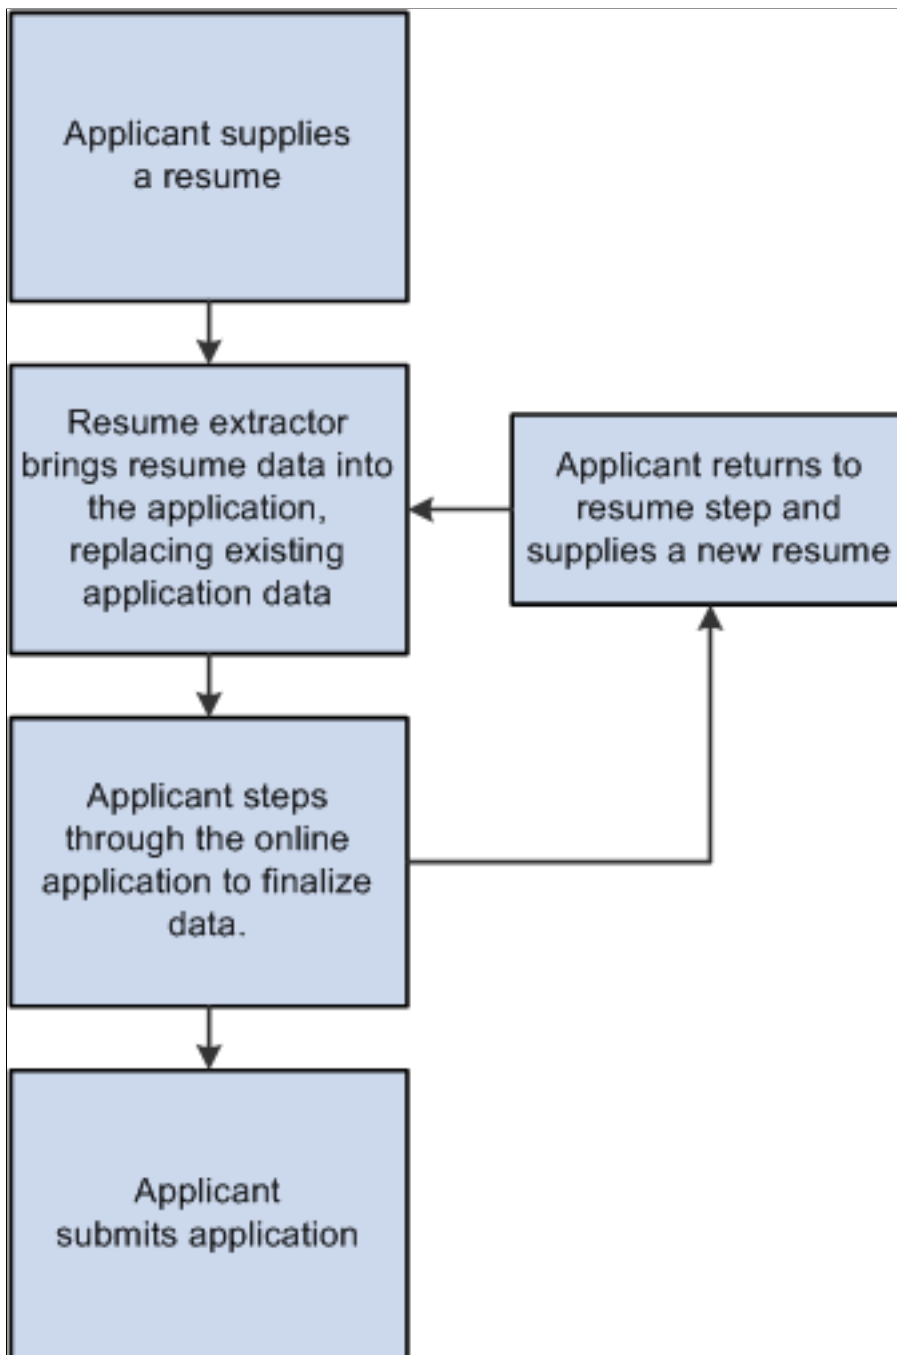 Applicant supplies
a resume
Resume extractor
brings resume data into
the application,
replacing existing
application data
Applicant returns to
resume step and
supplies a new resume
Applicant steps
through the online
application to finalize
data.
Applicant
submits application